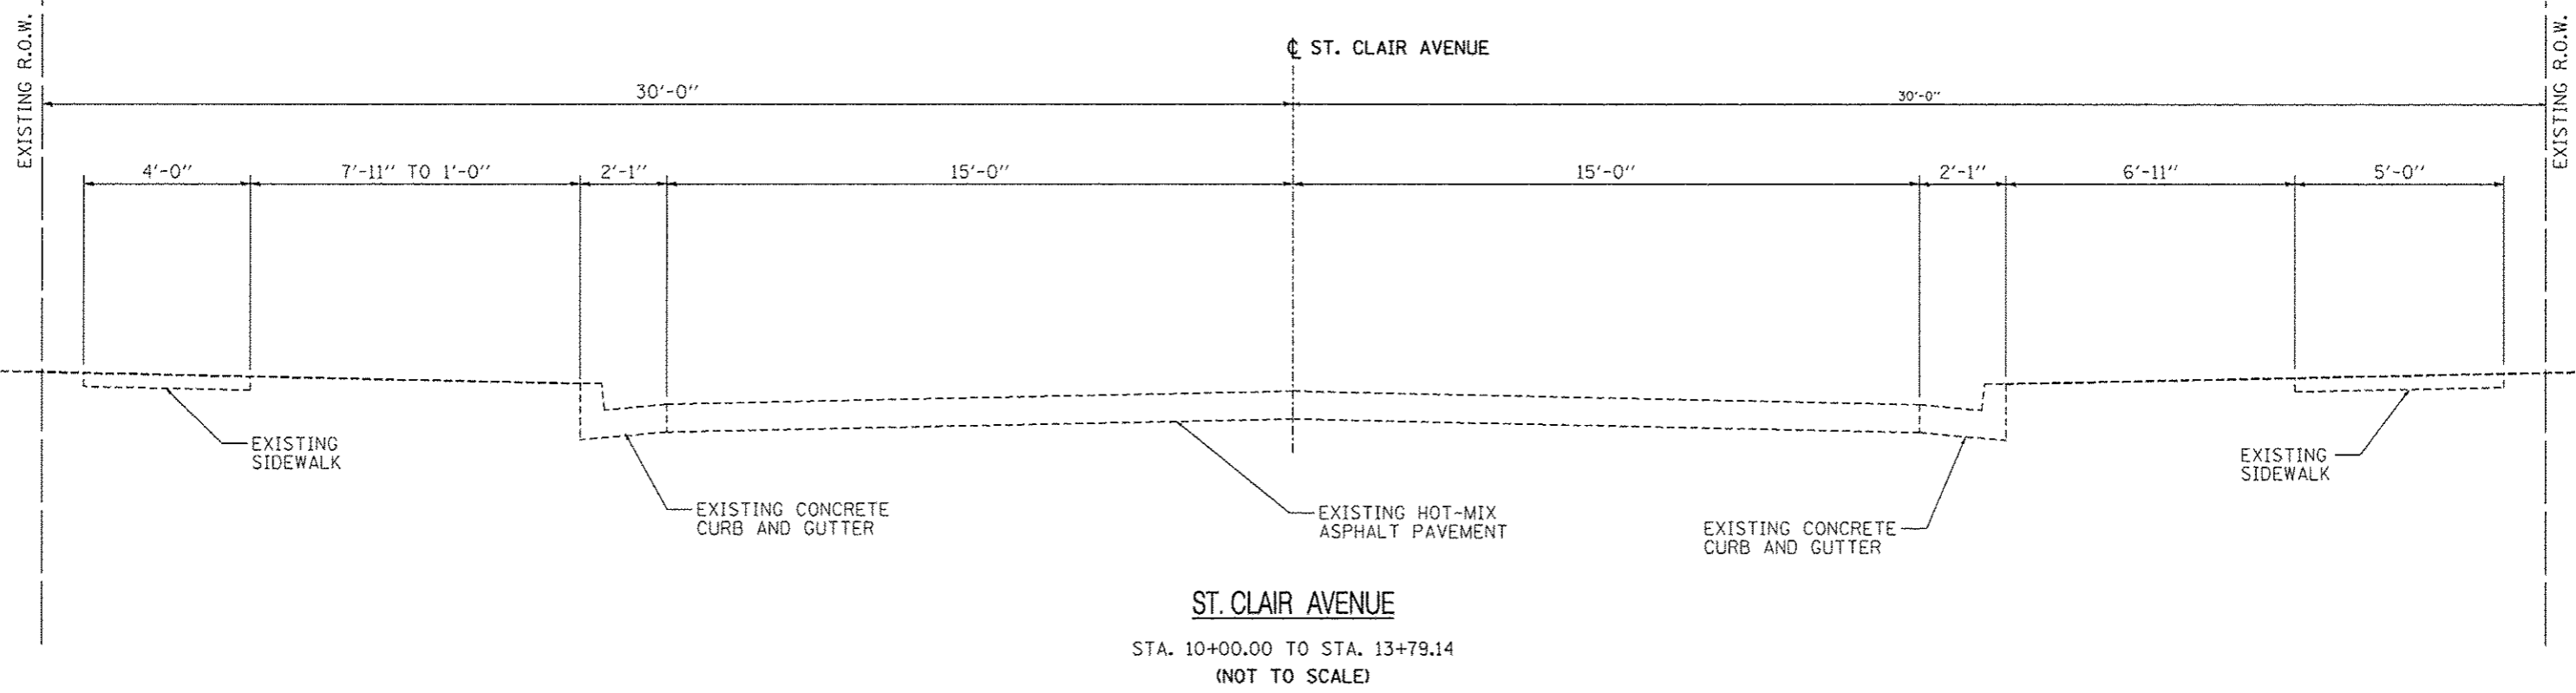 EXISTING R.O.W.
℄ ST. CLAIR AVENUE
EXISTING R.O.W.
30'-0"
30'-0"
4'-0"
7'-11" TO 1'-0"
2'-1"
15'-0"
15'-0"
2'-1"
6'-11"
5'-0"
EXISTING
SIDEWALK
EXISTING CONCRETE
CURB AND GUTTER
EXISTING HOT-MIX
ASPHALT PAVEMENT
EXISTING CONCRETE
CURB AND GUTTER
EXISTING
SIDEWALK
ST. CLAIR AVENUE
STA. 10+00.00 TO STA. 13+79.14
(NOT TO SCALE)